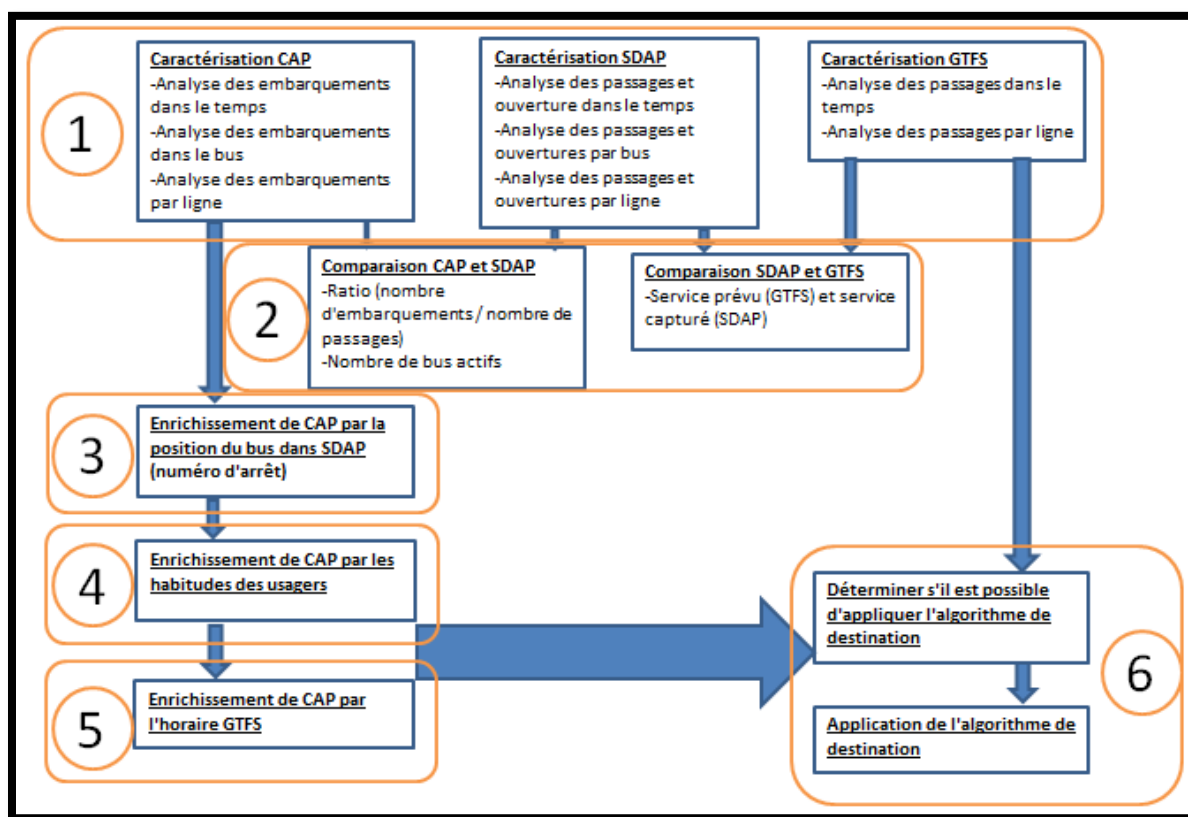 1
Caractérisation CAP
-Analyse des embarquements
dans le temps
-Analyse des embarquements
dans le bus
-Analyse des embarquements
par ligne
Caractérisation SDAP
-Analyse des passages et
ouverture dans le temps
-Analyse des passages et
ouvertures par bus
-Analyse des passages et
ouvertures par ligne
Caractérisation GTFS
-Analyse des passages dans le
temps
-Analyse des passages par ligne
2
Comparaison CAP et SDAP
-Ratio (nombre
d'embarquements / nombre de
passages)
-Nombre de bus actifs
Comparaison SDAP et GTFS
-Service prévu (GTFS) et service
capturé (SDAP)
3
Enrichissement de CAP par la
position du bus dans SDAP
(numéro d'arrêt)
4
Enrichissement de CAP par les
habitudes des usagers
5
Enrichissement de CAP par
l'horaire GTFS
Déterminer s'il est possible
d'appliquer l'algorithme de
destination
6
Application de l'algorithme de
destination